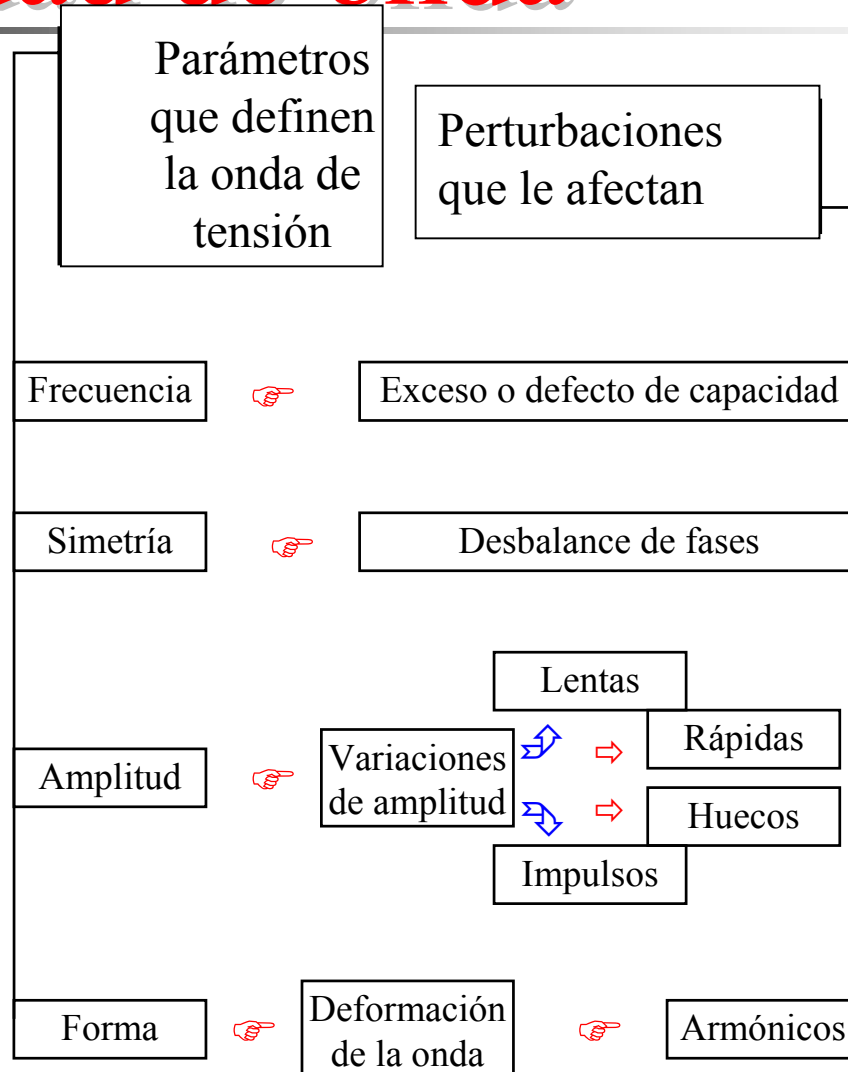 Parámetros
que definen
la onda de
tensión
Perturbaciones
que le afectan
Frecuencia
Exceso o defecto de capacidad
Simetría
Desbalance de fases
Amplitud
Variaciones
de amplitud
Lentas
Rápidas
Huecos
Impulsos
Forma
Deformación
de la onda
Armónicos